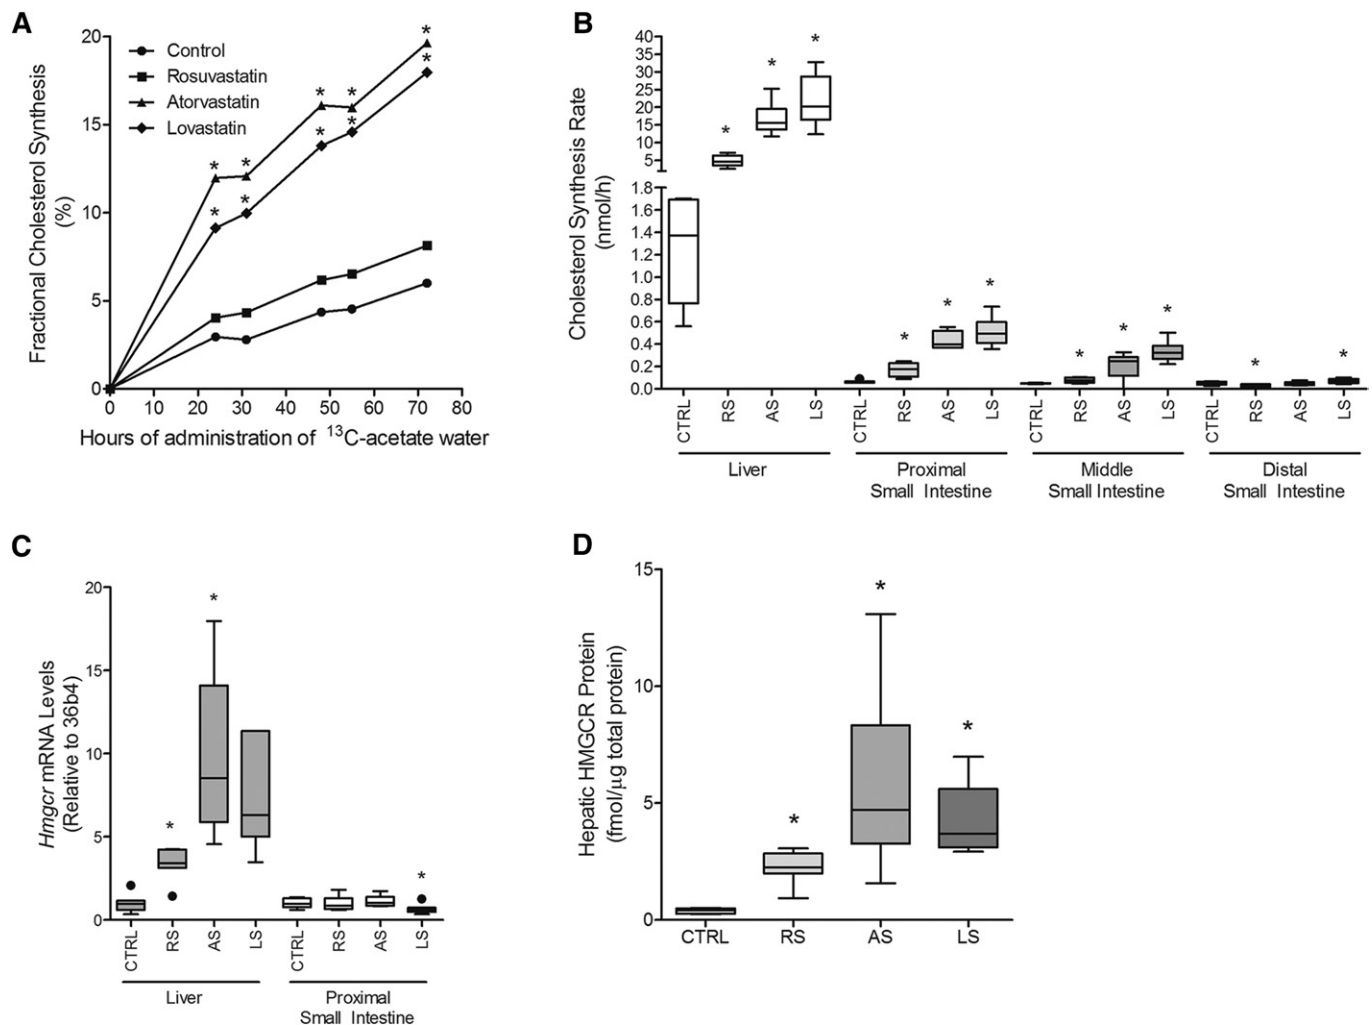 A
Fractional Cholesterol Synthesis
(%)
20
15
10
5
0
Control
Rosuvastatin
Atorvastatin
Lovastatin
* * * * *
* * * * *
0 10 20 30 40 50 60 70 80
Hours of administration of 13C-acetate water
B
Cholesterol Synthesis Rate
(nmol/h)
40
35
30
25
20
15
10
5
1.8
1.6
1.4
1.2
1.0
0.8
0.6
0.4
0.2
0.0
* * *
* * *
* * *
* *
CTRL RS AS LS CTRL RS AS LS CTRL RS AS LS CTRL RS AS LS
Liver
Proximal
Small Intestine
Middle
Small Intestine
Distal
Small Intestine
C
Hmgcr mRNA Levels
(Relative to 36b4)
20
15
10
5
0
* * *
CTRL RS AS LS CTRL RS AS LS
Liver
Proximal
Small Intestine
D
Hepatic HMGCR Protein
(fmol/µg total protein)
15
10
5
0
* * *
CTRL RS AS LS